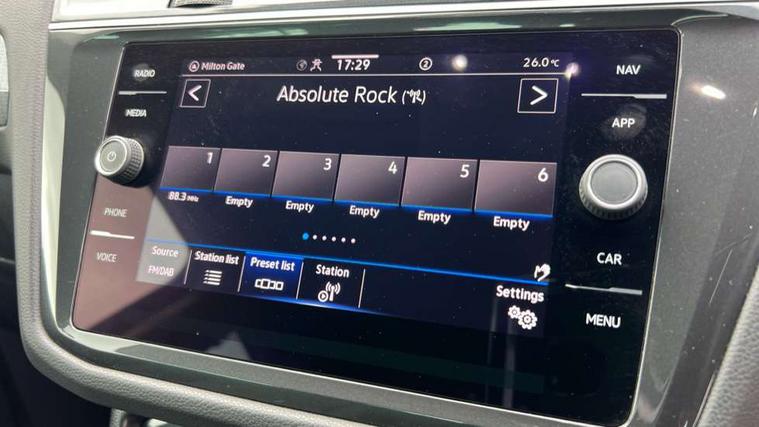 RADIO
MEDIA
PHONE
VOICE
Milton Gate 17:29 2 26.0 °C
< Absolute Rock >
1 2 3 4 5 6
88.3 MHz Empty Empty Empty Empty Empty
Source Station list Preset list Station Settings
FM/DAB
NAV
APP
CAR
MENU